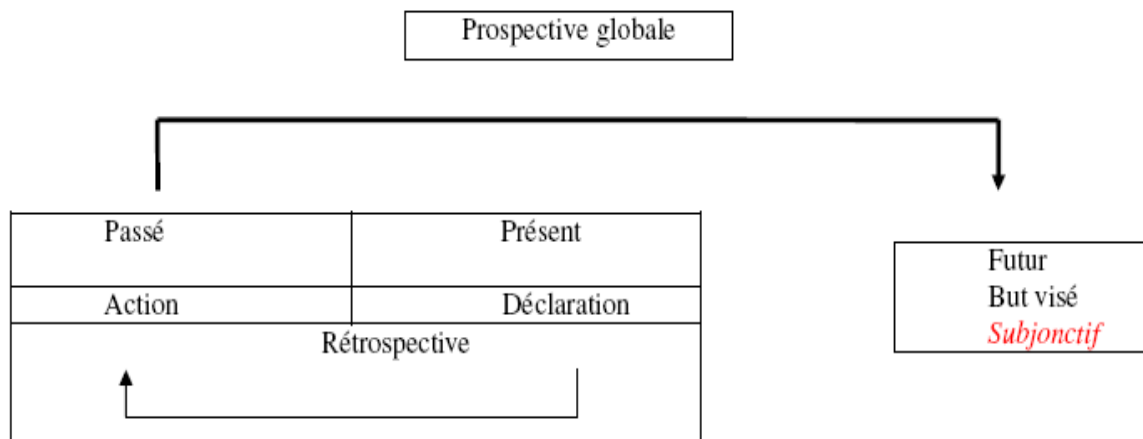 Prospective globale
Passé Présent
Action Déclaration
Rétrospective
Futur
But visé
Subjonctif